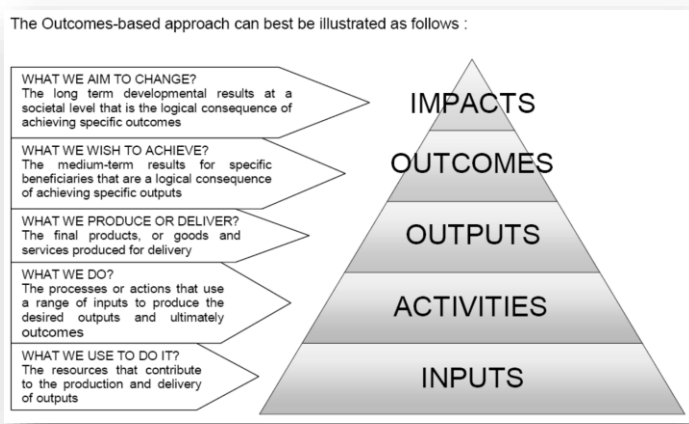 The Outcomes-based approach can best be illustrated as follows :
WHAT WE AIM TO CHANGE?
The long term developmental results at a
societal level that is the logical consequence of
achieving specific outcomes
IMPACTS
WHAT WE WISH TO ACHIEVE?
The medium-term results for specific
beneficiaries that are a logical consequence
of achieving specific outputs
OUTCOMES
WHAT WE PRODUCE OR DELIVER?
The final products, or goods and
services produced for delivery
OUTPUTS
WHAT WE DO?
The processes or actions that use
a range of inputs to produce the
desired outputs and ultimately
outcomes
ACTIVITIES
WHAT WE USE TO DO IT?
The resources that contribute
to the production and delivery
of outputs
INPUTS